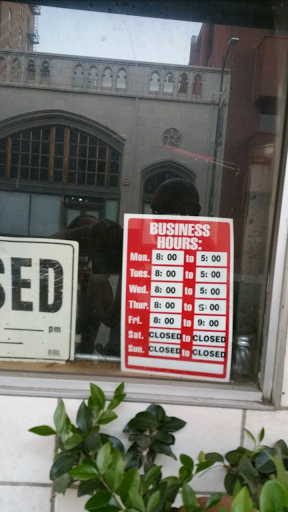 BUSINESS
HOURS:
Mon. 8:00 to 5:00
Tues. 8:00 to 5:00
Wed. 8:00 to 5:00
Thur. 8:00 to 5:00
Fri. 8:00 to 9:00
Sat. CLOSED to CLOSED
Sun. CLOSED to CLOSED
SED
pm